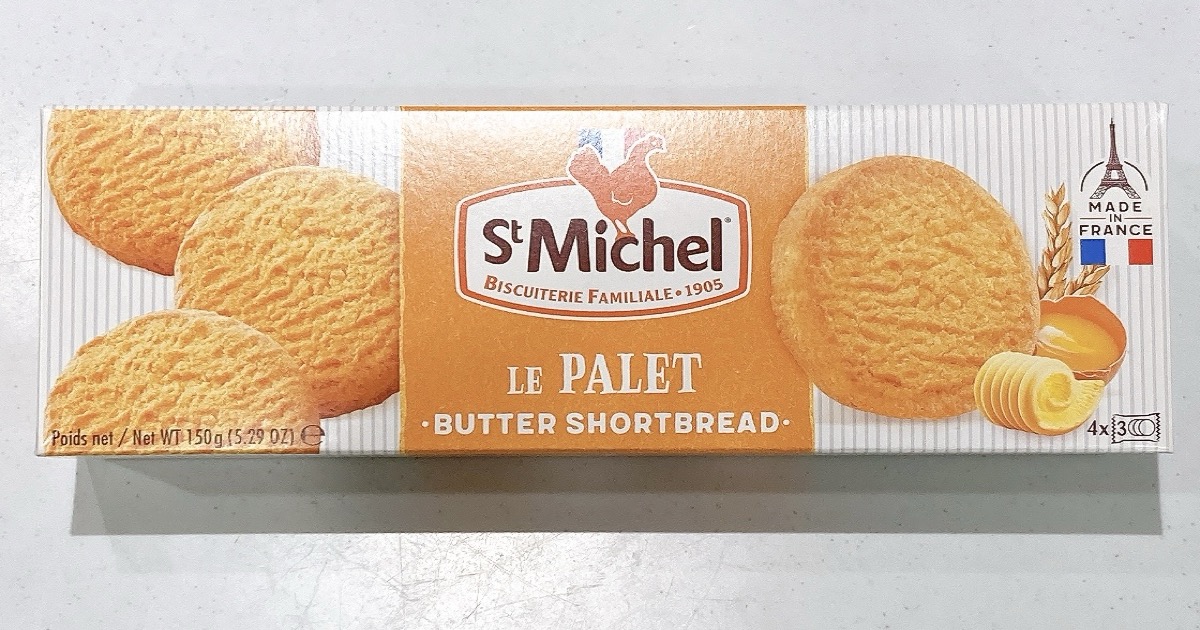 St Michel®
BISCUITERIE FAMILIALE • 1905
LE PALET
·BUTTER SHORTBREAD·
Poids net / Net WT 150g (5.29 OZ) ℮
MADE
IN
FRANCE
4x 3